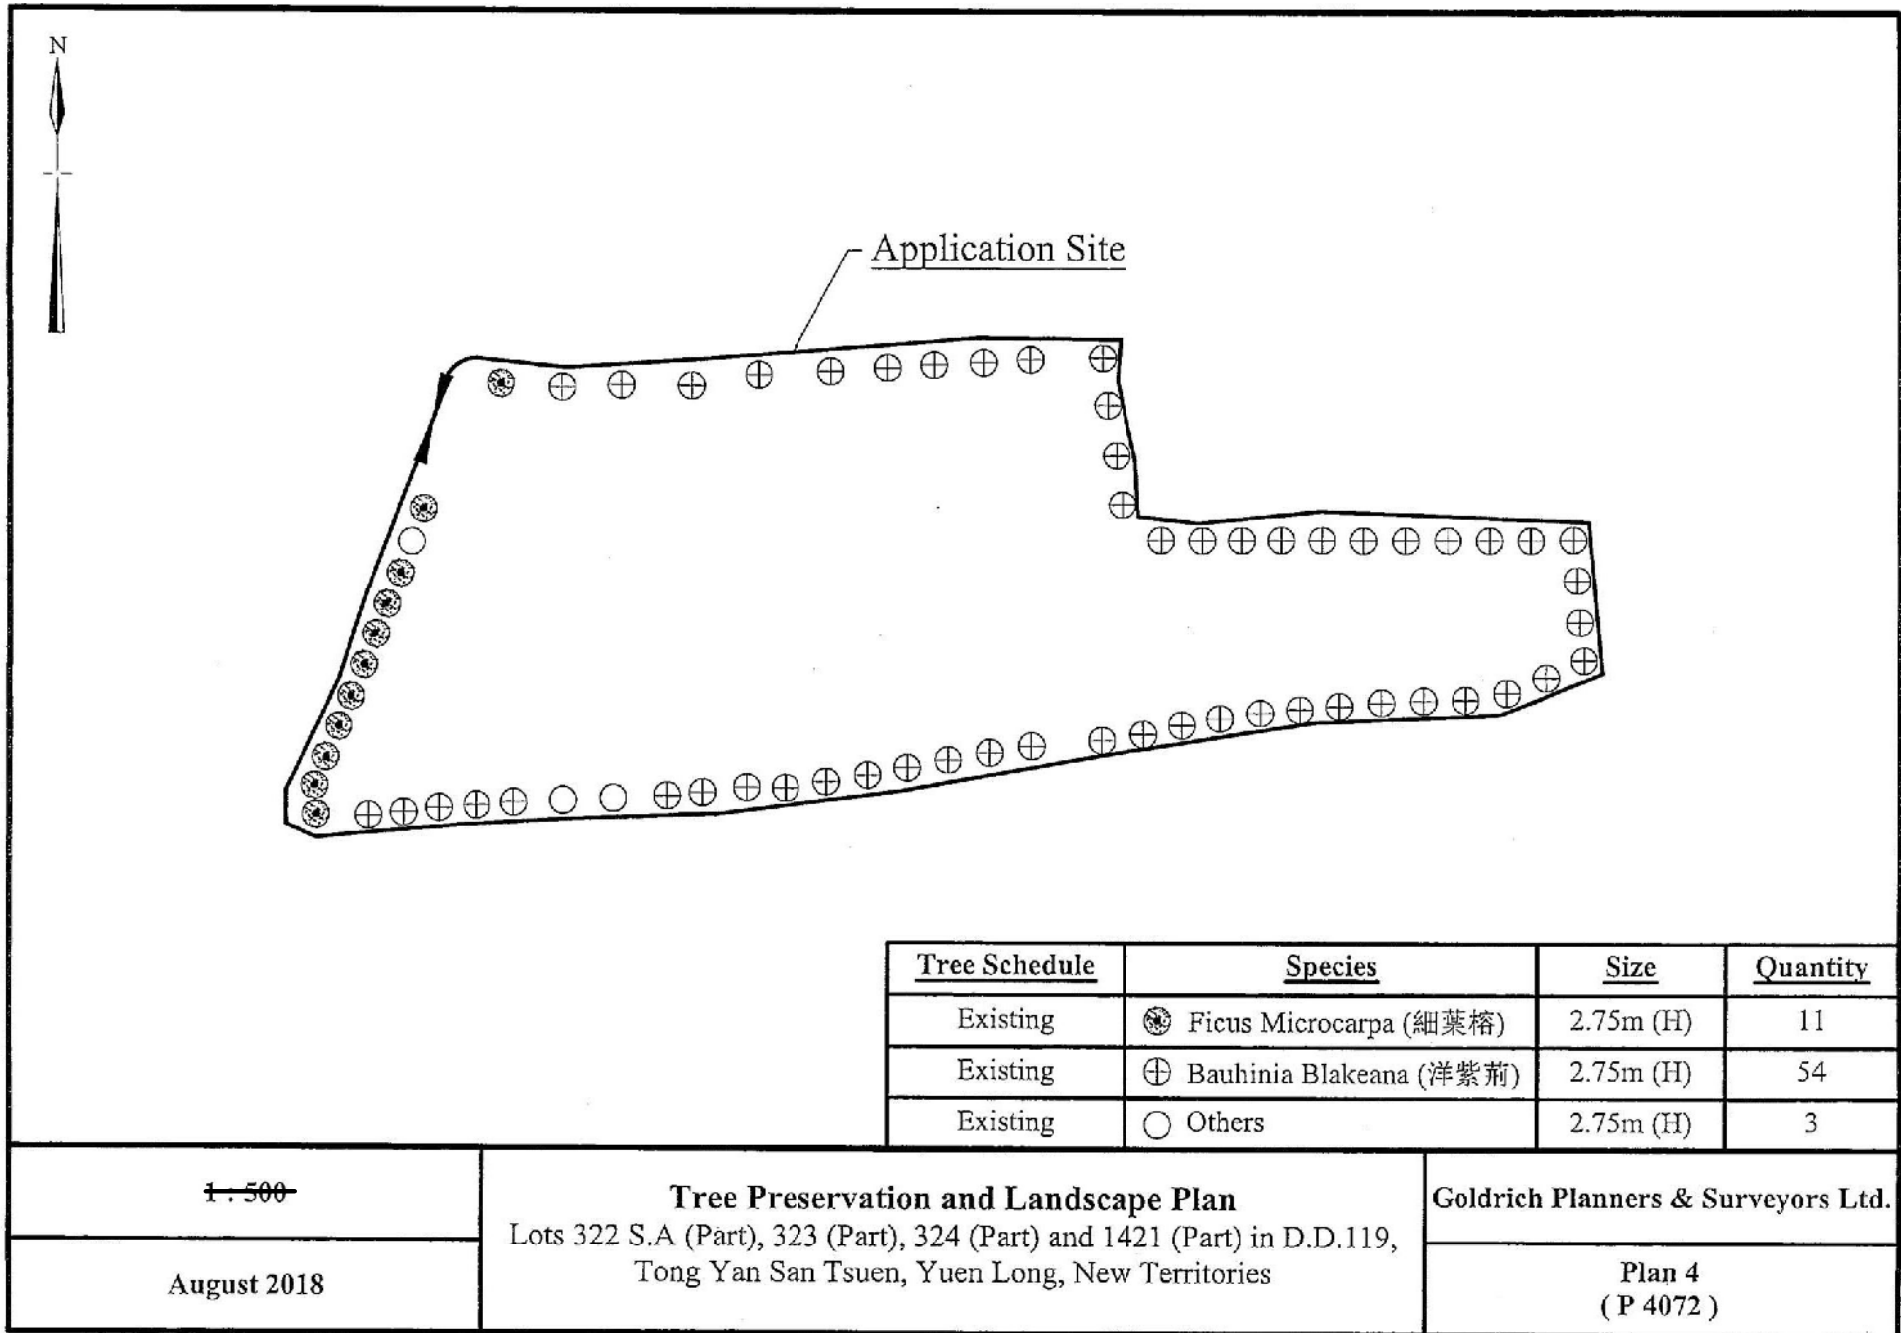 N
Application Site
Tree Schedule Species Size Quantity
Existing Ficus Microcarpa (細葉榕) 2.75m (H) 11
Existing Bauhinia Blakeana (洋紫荊) 2.75m (H) 54
Existing Others 2.75m (H) 3
1 : 500
August 2018
Tree Preservation and Landscape Plan
Lots 322 S.A (Part), 323 (Part), 324 (Part) and 1421 (Part) in D.D.119,
Tong Yan San Tsuen, Yuen Long, New Territories
Goldrich Planners & Surveyors Ltd.
Plan 4
( P 4072 )